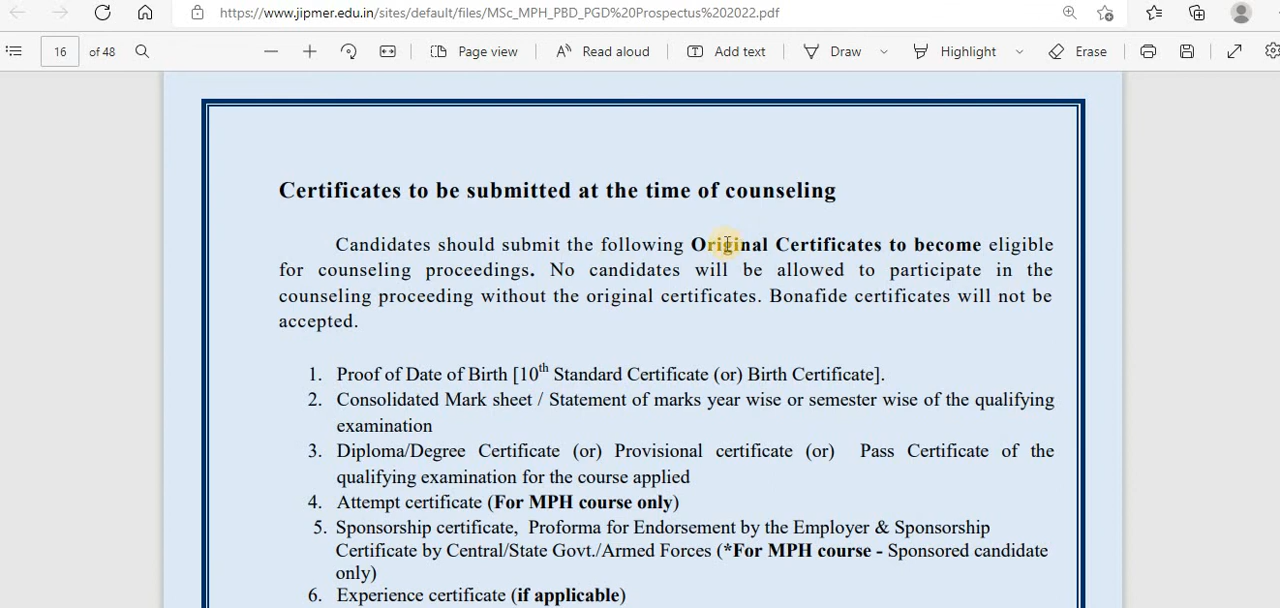 https://www.jipmer.edu.in/sites/default/files/MSc_MPH_PBD_PGD%20Prospectus%202022.pdf
16 of 48 Page view Read aloud Add text Draw Highlight Erase
Certificates to be submitted at the time of counseling
Candidates should submit the following Original Certificates to become eligible
for counseling proceedings. No candidates will be allowed to participate in the
counseling proceeding without the original certificates. Bonafide certificates will not be
accepted.
1. Proof of Date of Birth [10th Standard Certificate (or) Birth Certificate].
2. Consolidated Mark sheet / Statement of marks year wise or semester wise of the qualifying
examination
3. Diploma/Degree Certificate (or) Provisional certificate (or) Pass Certificate of the
qualifying examination for the course applied
4. Attempt certificate (For MPH course only)
5. Sponsorship certificate, Proforma for Endorsement by the Employer & Sponsorship
Certificate by Central/State Govt./Armed Forces (*For MPH course - Sponsored candidate
only)
6. Experience certificate (if applicable)